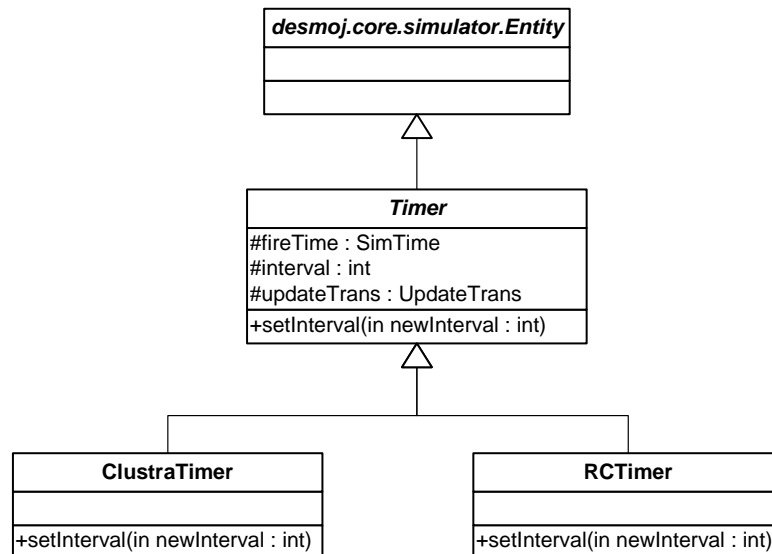 desmoj.core.simulator.Entity
Timer
#fireTime : SimTime
#interval : int
#updateTrans : UpdateTrans
+setInterval(in newInterval : int)
ClustraTimer
+setInterval(in newInterval : int)
RCTimer
+setInterval(in newInterval : int)